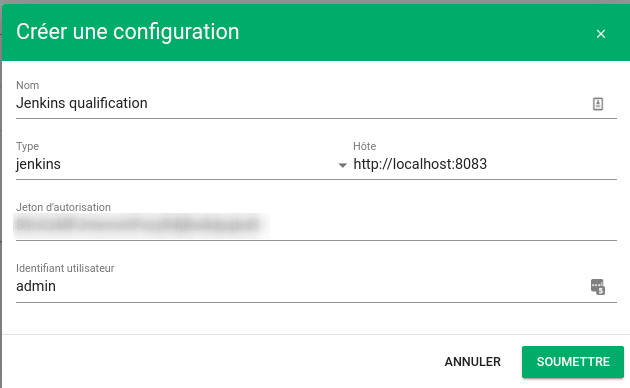 Créer une configuration
Nom
Jenkins qualification
Type
Hôte
jenkins
http://localhost:8083
Jeton d'autorisation
Identifiant utilisateur
admin
ANNULER
SOUMETTRE